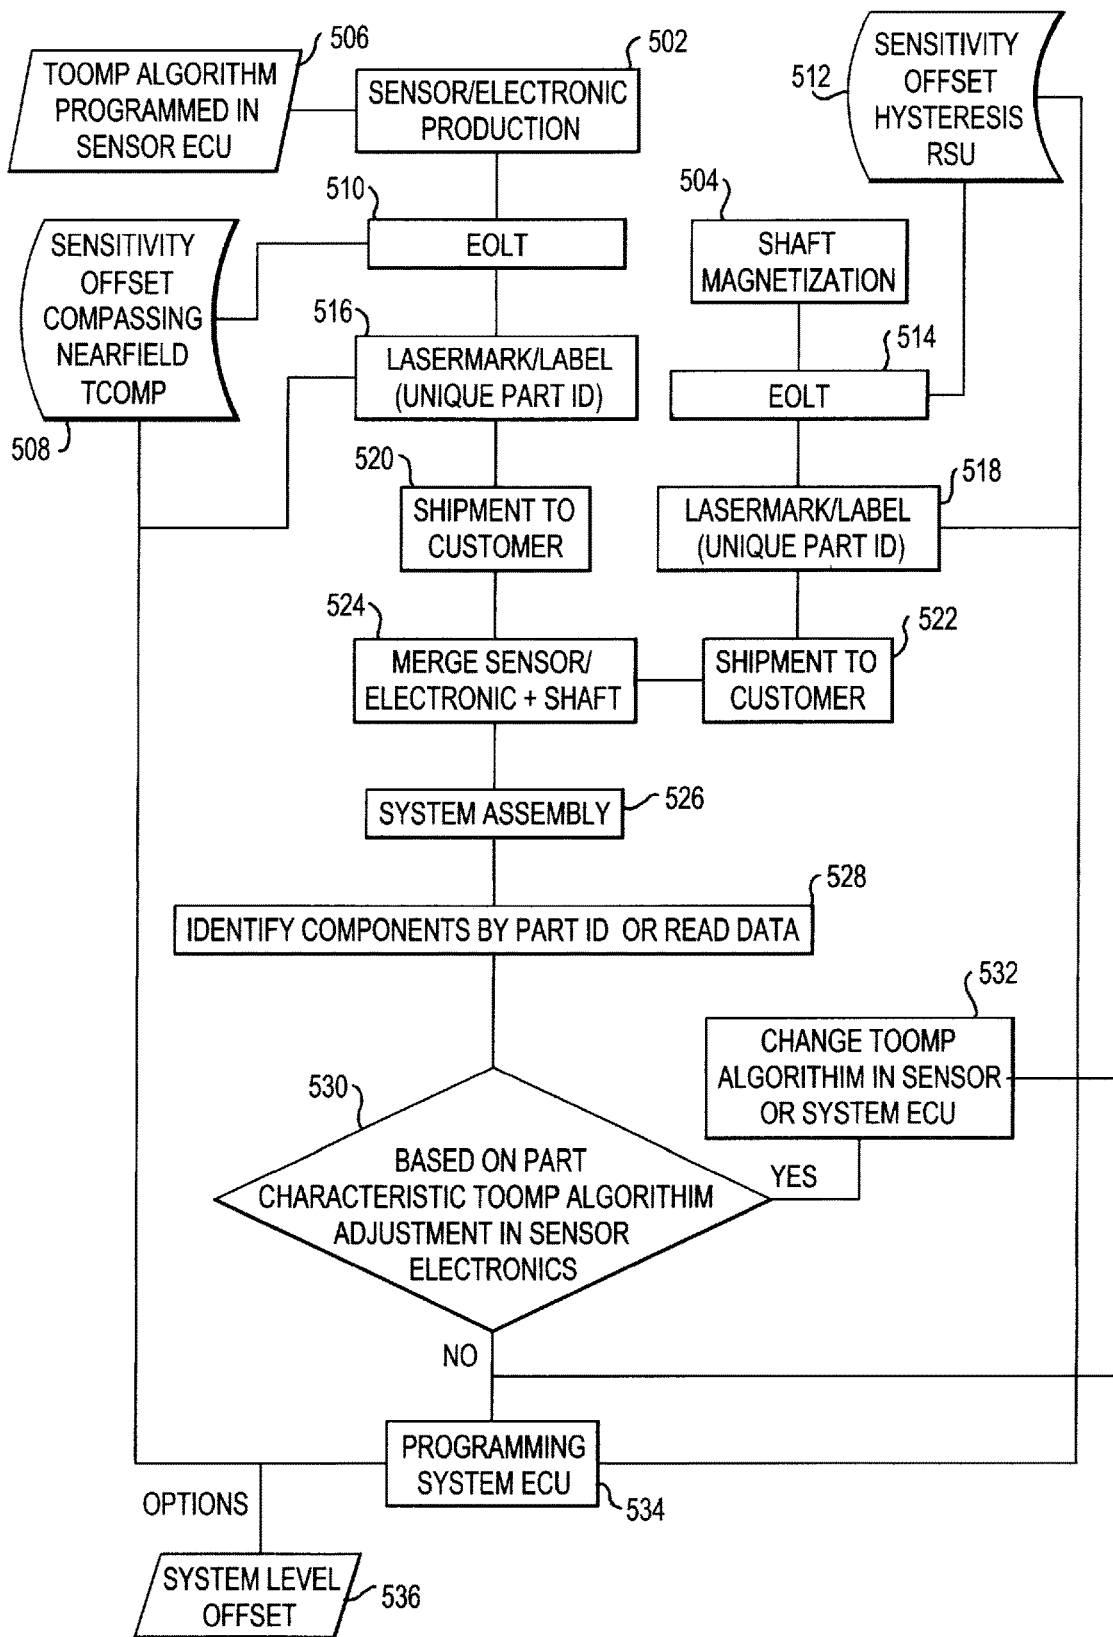 506
TOOMP ALGORITHM
PROGRAMMED IN
SENSOR ECU
502
SENSOR/ELECTRONIC
PRODUCTION
512
SENSITIVITY
OFFSET
HYSTERESIS
RSU
510
EOLT
504
SHAFT
MAGNETIZATION
SENSITIVITY
OFFSET
COMPASSING
NEARFIELD
TCOMP
508
516
LASERMARK/LABEL
(UNIQUE PART ID)
514
EOLT
520
SHIPMENT TO
CUSTOMER
518
LASERMARK/LABEL
(UNIQUE PART ID)
524
MERGE SENSOR/
ELECTRONIC + SHAFT
522
SHIPMENT TO
CUSTOMER
SYSTEM ASSEMBLY
526
528
IDENTIFY COMPONENTS BY PART ID OR READ DATA
532
CHANGE TOOMP
ALGORITHIM IN SENSOR
OR SYSTEM ECU
530
BASED ON PART
CHARACTERISTIC TOOMP ALGORITHIM
ADJUSTMENT IN SENSOR
ELECTRONICS
YES
NO
PROGRAMMING
SYSTEM ECU
534
OPTIONS
SYSTEM LEVEL
OFFSET
536